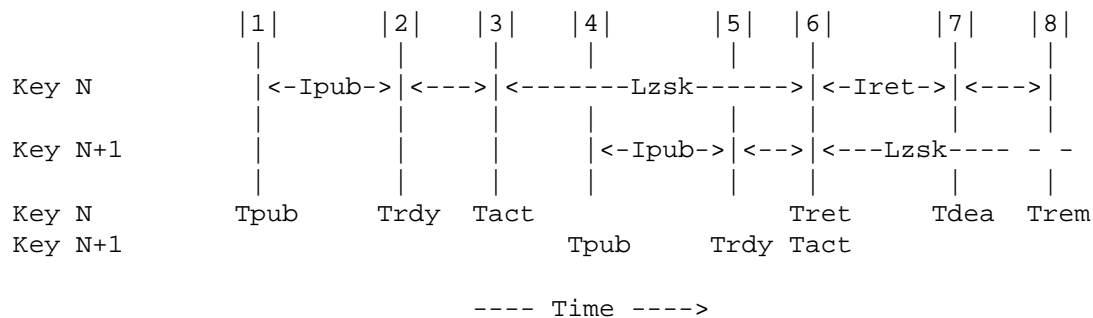 |1|      |2|   |3|   |4|      |5|  |6|      |7|   |8|
             |        |     |     |        |    |        |     |
Key N        |<-Ipub->|<--->|<-------Lzsk------>|<-Iret->|<--->|
             |        |     |     |        |    |        |     |
Key N+1      |        |     |     |<-Ipub->|<-->|<---Lzsk---- - -
             |        |     |     |        |    |        |     |
Key N       Tpub     Trdy  Tact                Tret     Tdea  Trem
Key N+1                          Tpub     Trdy Tact
                           ---- Time ---->